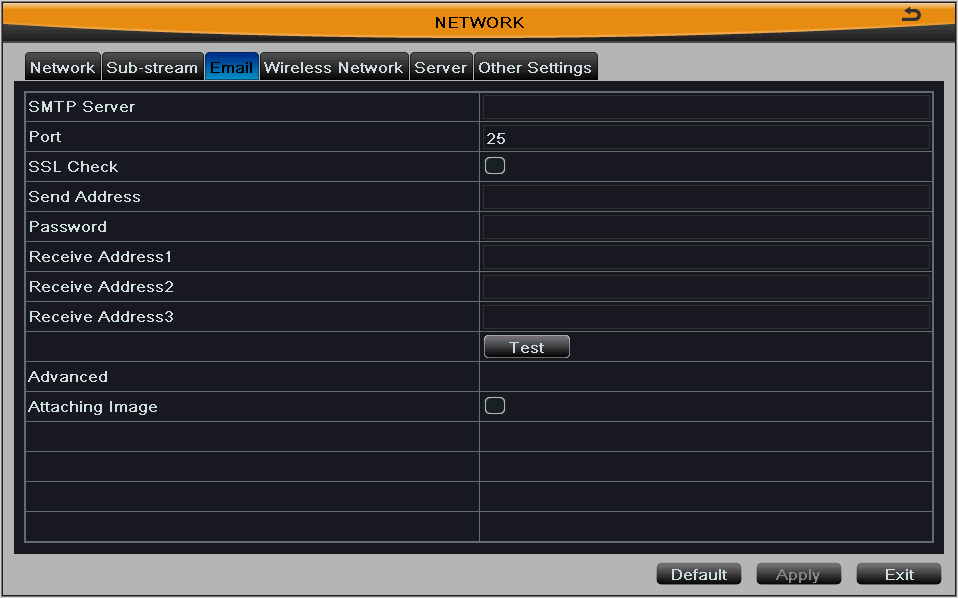 NETWORK
Network Sub-stream Email Wireless Network Server Other Settings
SMTP Server
Port 25
SSL Check
Send Address
Password
Receive Address1
Receive Address2
Receive Address3
Test
Advanced
Attaching Image
Default Apply Exit